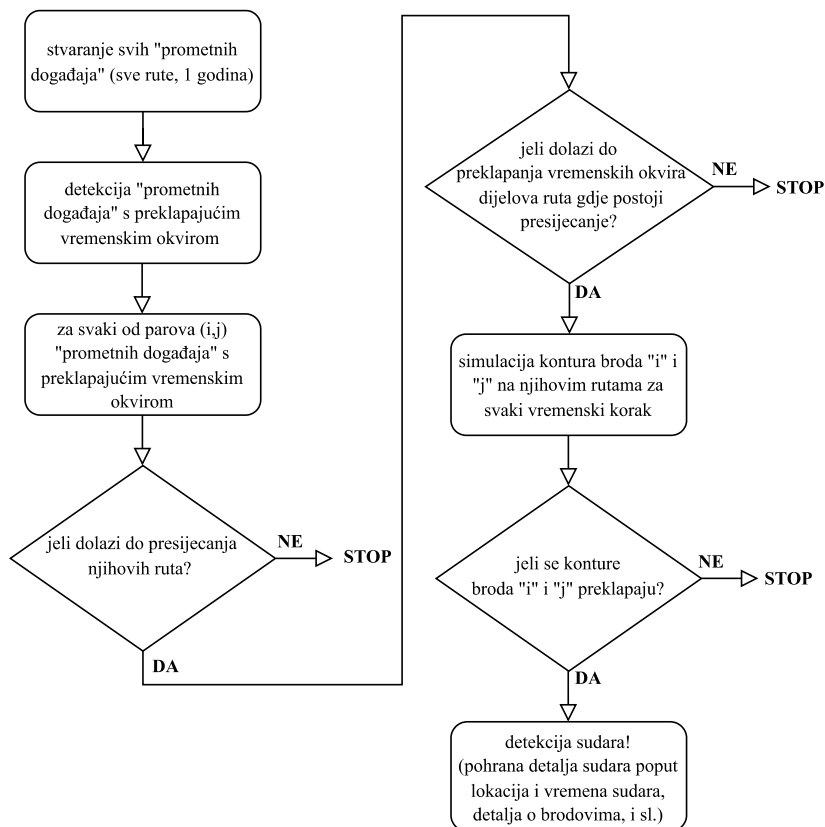 stvaranje svih "prometnih
događaja" (sve rute, 1 godina)
detekcija "prometnih
događaja" s preklapajućim
vremenskim okvirom
za svaki od parova (i,j)
"prometnih događaja" s
preklapajućim vremenskim
okvirom
jeli dolazi do presijecanja
njihovih ruta?
NE
STOP
DA
jeli dolazi do
preklapanja vremenskih okvira
dijelova ruta gdje postoji
presijecanje?
NE
STOP
DA
simulacija kontura broda "i" i
"j" na njihovim rutama za
svaki vremenski korak
jeli se konture
broda "i" i "j" preklapaju?
NE
STOP
DA
detekcija sudara!
(pohrana detalja sudara poput
lokacija i vremena sudara,
detalja o brodovima, i sl.)